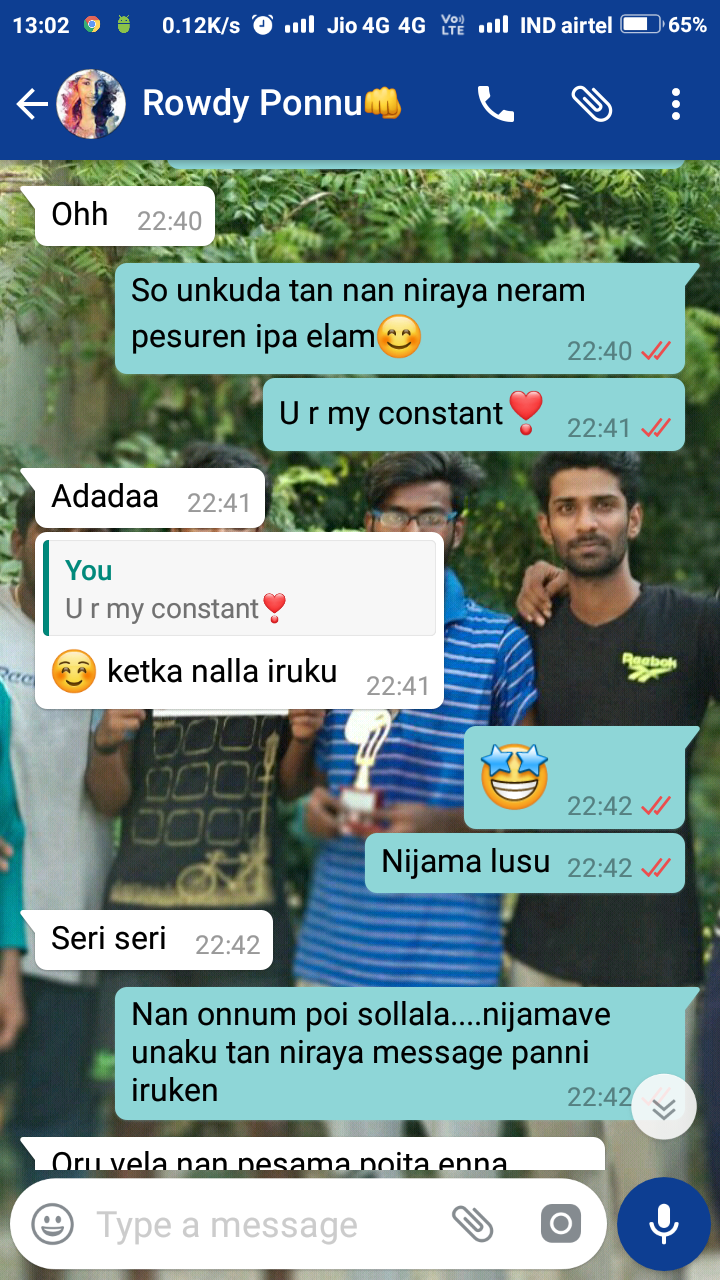 13:02 0.12K/s Jio 4G 4G Vo) LTE IND airtel 65%
Rowdy Ponnu👊
Ohh 22:40
So unkuda tan nan niraya neram
pesuren ipa elam😊 22:40
U r my constant❣️ 22:41
Adadaa 22:41
You
U r my constant❣️
☺️ ketka nalla iruku 22:41
🤩 22:42
Nijama lusu 22:42
Seri seri 22:42
Nan onnum poi sollala....nijamave
unaku tan niraya message panni
iruken 22:42
Oru vela nan pesama poita enna
Type a message
Reebok